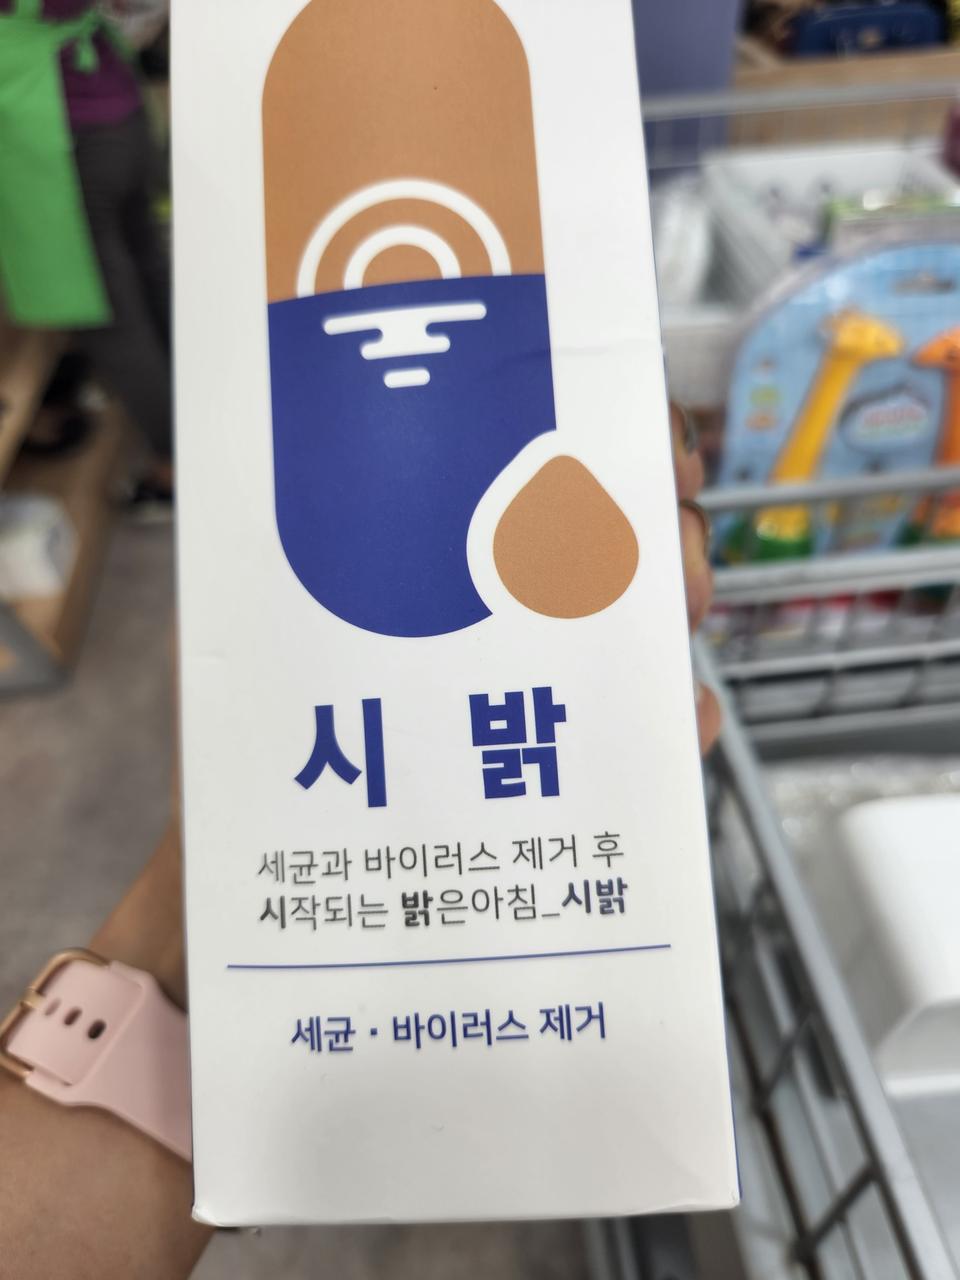 시 밝
세균과 바이러스 제거 후
시작되는 밝은아침_시밝
세균 · 바이러스 제거